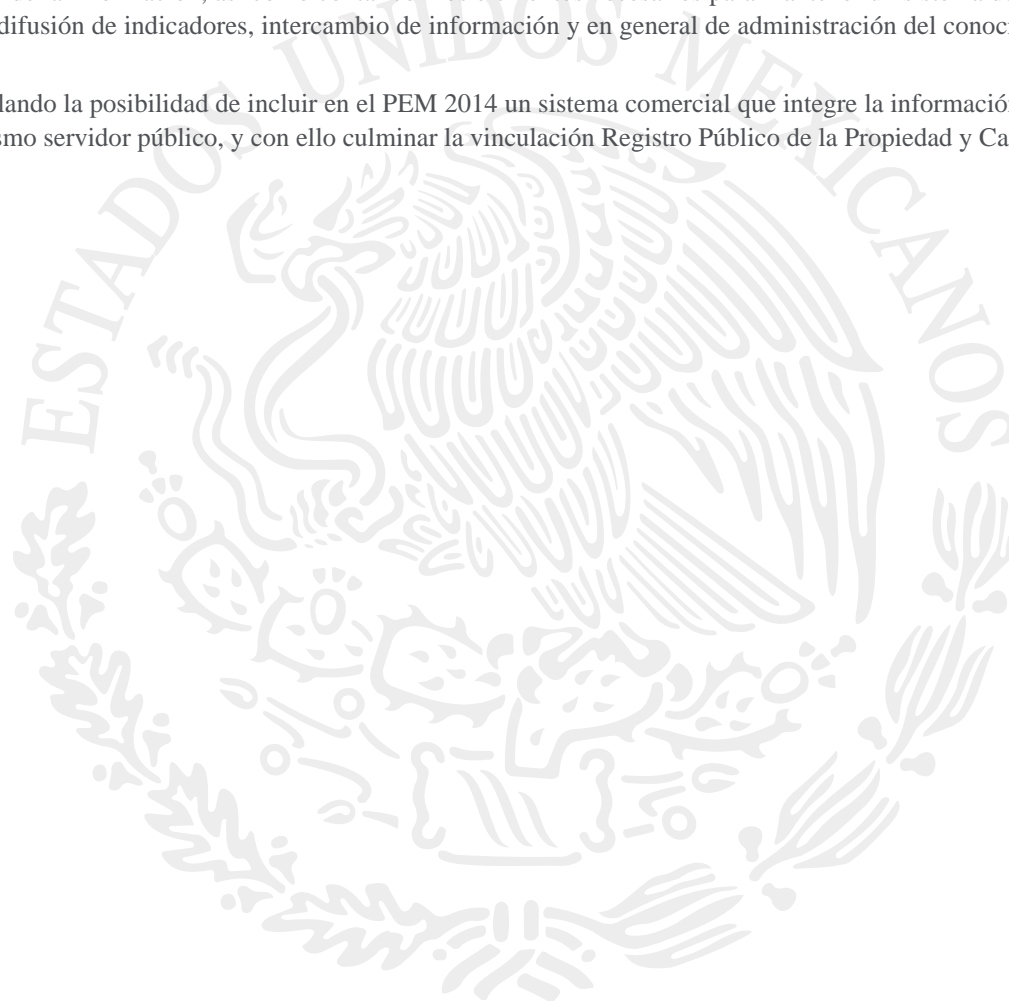 difusión de indicadores, intercambio de información y en general de administración del conoci
lando la posibilidad de incluir en el PEM 2014 un sistema comercial que integre la información
smo servidor público, y con ello culminar la vinculación Registro Público de la Propiedad y Ca
ESTADOS UNIDOS MEXICANOS